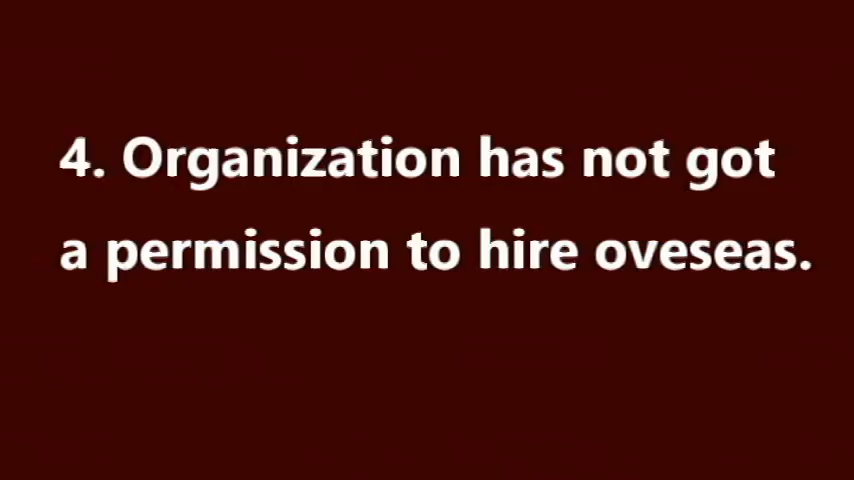 4. Organization has not got
a permission to hire oveseas.